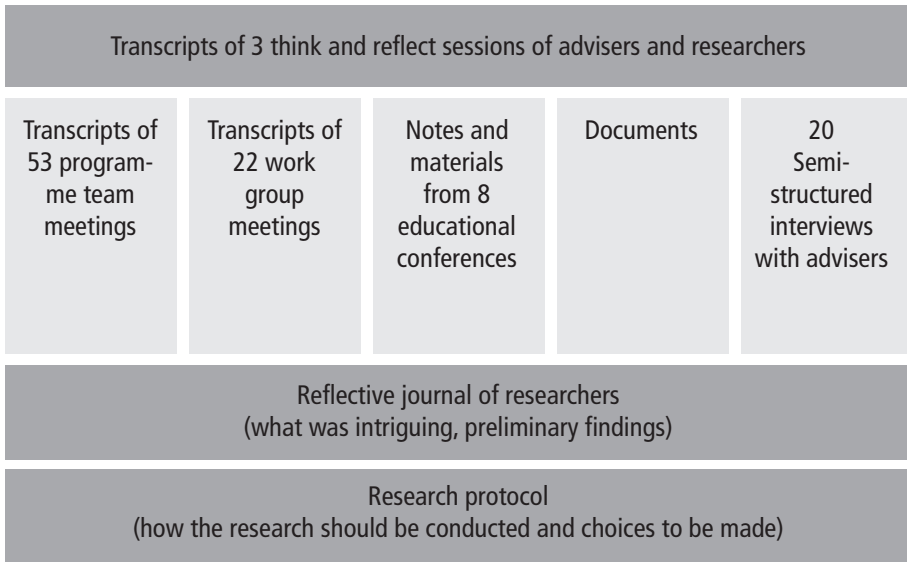 Transcripts of 3 think and reflect sessions of advisers and researchers
Transcripts of
53 program-
me team
meetings
Transcripts of
22 work
group
meetings
Notes and
materials
from 8
educational
conferences
Documents
20
Semi-
structured
interviews
with advisers
Reflective journal of researchers
(what was intriguing, preliminary findings)
Research protocol
(how the research should be conducted and choices to be made)